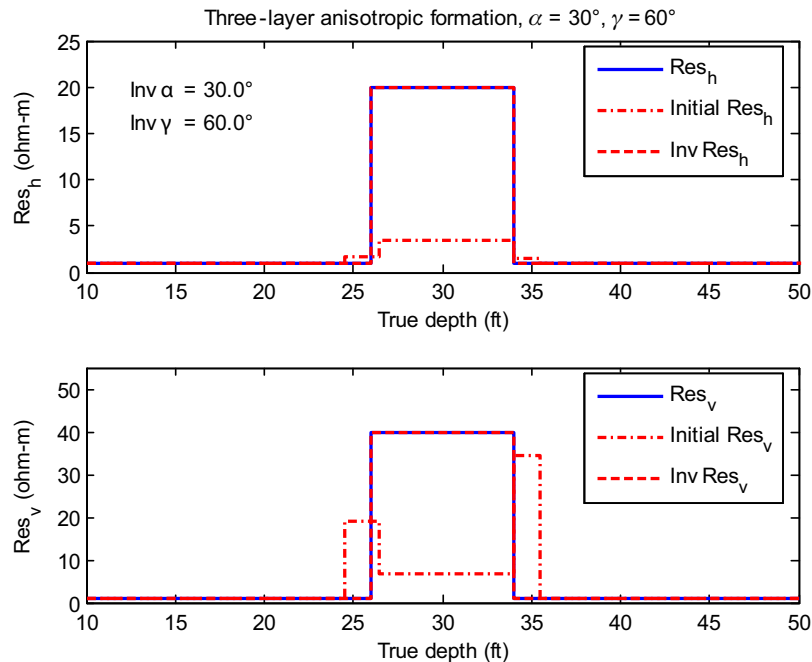 Three-layer anisotropic formation, α = 30°, γ = 60°
25
20
15
10
5
0
Res_h (ohm-m)
Inv α = 30.0°
Inv γ = 60.0°
Res_h
Initial Res_h
Inv Res_h
10 15 20 25 30 35 40 45 50
True depth (ft)
50
40
30
20
10
0
Res_v (ohm-m)
Res_v
Initial Res_v
Inv Res_v
10 15 20 25 30 35 40 45 50
True depth (ft)